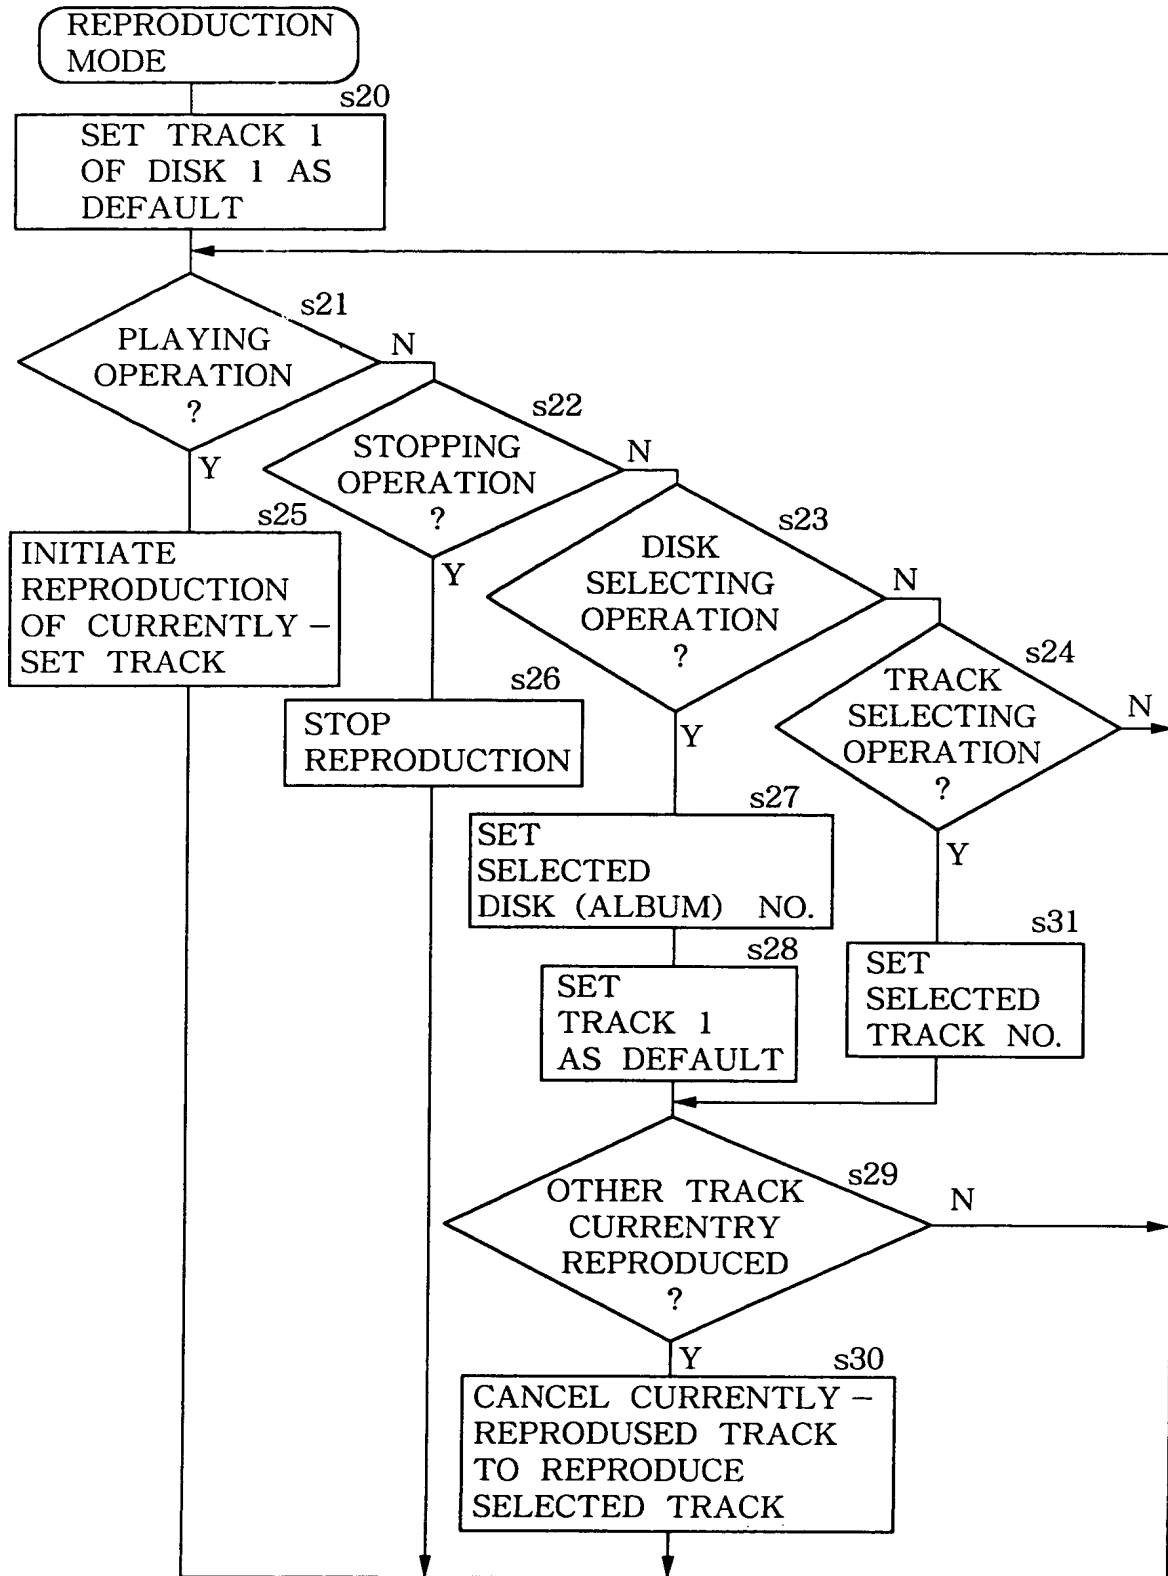 REPRODUCTION
MODE
s20
SET TRACK 1
OF DISK 1 AS
DEFAULT
s21
PLAYING
OPERATION
?
N
Y
s22
STOPPING
OPERATION
?
N
Y
s25
INITIATE
REPRODUCTION
OF CURRENTLY –
SET TRACK
s23
DISK
SELECTING
OPERATION
?
N
Y
s26
STOP
REPRODUCTION
s24
TRACK
SELECTING
OPERATION
?
N
Y
s27
SET
SELECTED
DISK (ALBUM) NO.
s28
SET
TRACK 1
AS DEFAULT
s31
SET
SELECTED
TRACK NO.
s29
OTHER TRACK
CURRENTRY
REPRODUCED
?
N
Y
s30
CANCEL CURRENTLY –
REPRODUSED TRACK
TO REPRODUCE
SELECTED TRACK